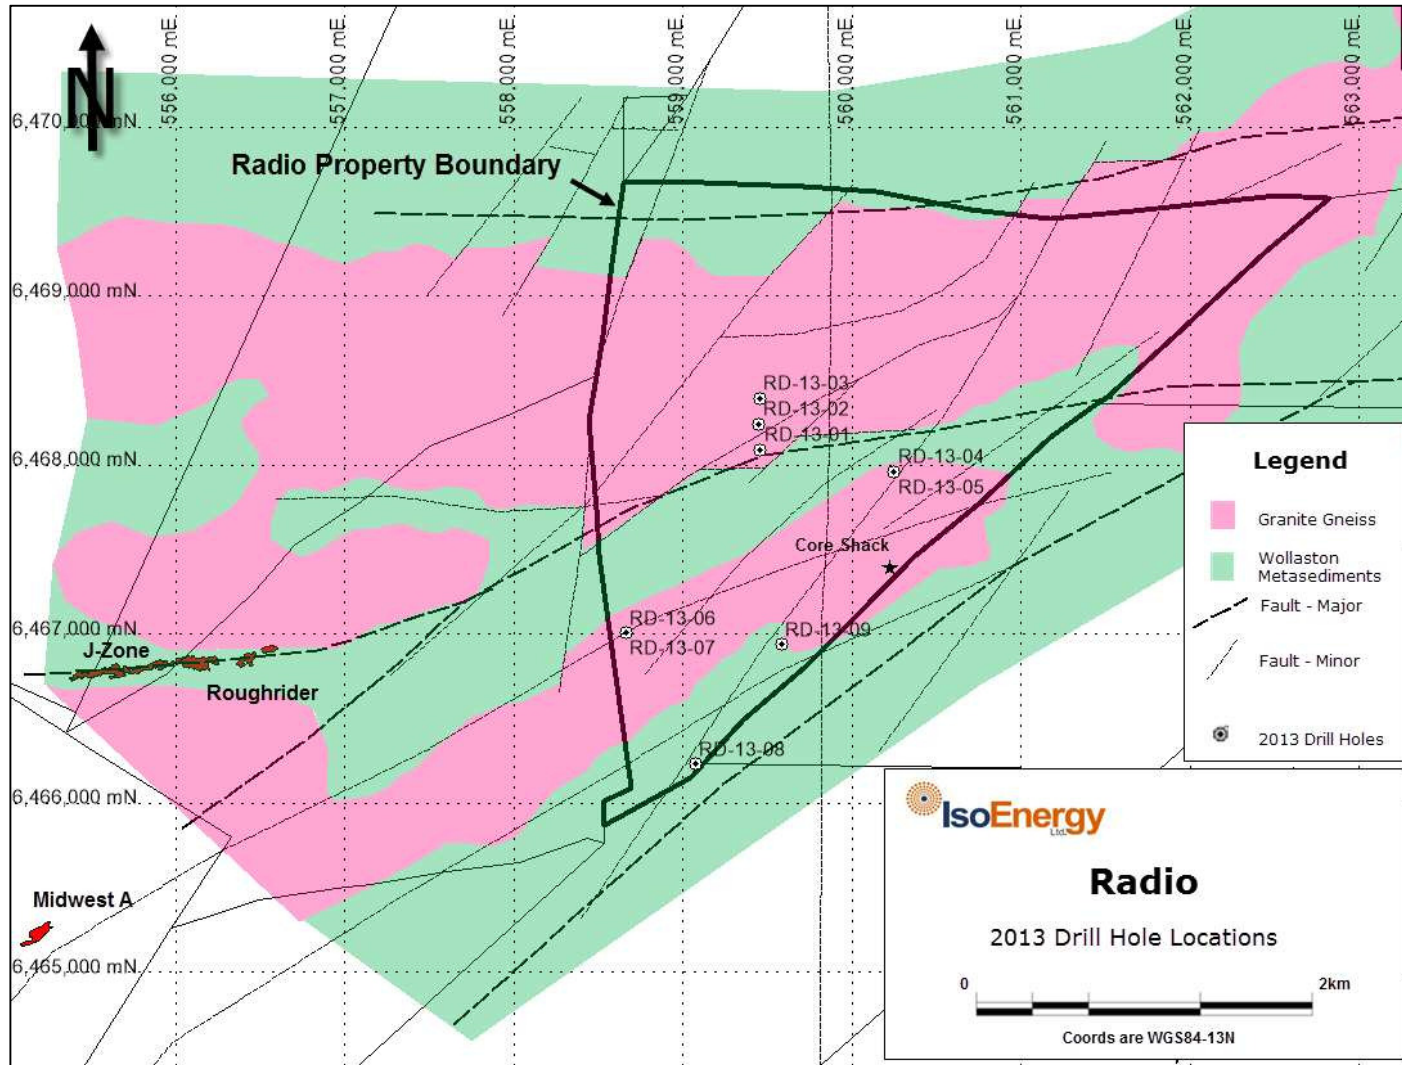 556,000 mE
557,000 mE
558,000 mE
559,000 mE
560,000 mE
561,000 mE
562,000 mE
563,000 mE
N
6,470,000 mN
Radio Property Boundary
6,469,000 mN
RD-13-03
RD-13-02
RD-13-01
6,468,000 mN
RD-13-04
RD-13-05
Core Shack
RD-13-06
RD-13-07
RD-13-09
6,467,000 mN
J-Zone
Roughrider
RD-13-08
6,466,000 mN
Midwest A
6,465,000 mN
Legend
Granite Gneiss
Wollaston
Metasediments
Fault - Major
Fault - Minor
2013 Drill Holes
IsoEnergy
Ltd.
Radio
2013 Drill Hole Locations
0 2km
Coords are WGS84-13N